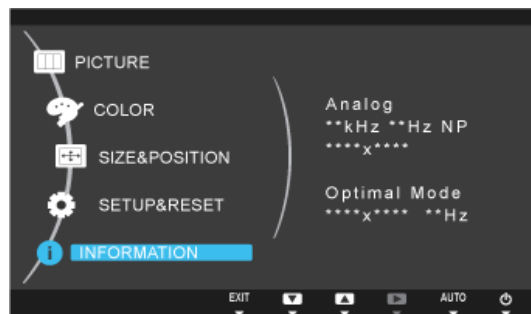 PICTURE
COLOR
SIZE&POSITION
SETUP&RESET
INFORMATION
Analog
**kHz **Hz NP
****x****
Optimal Mode
****x**** **Hz
EXIT AUTO